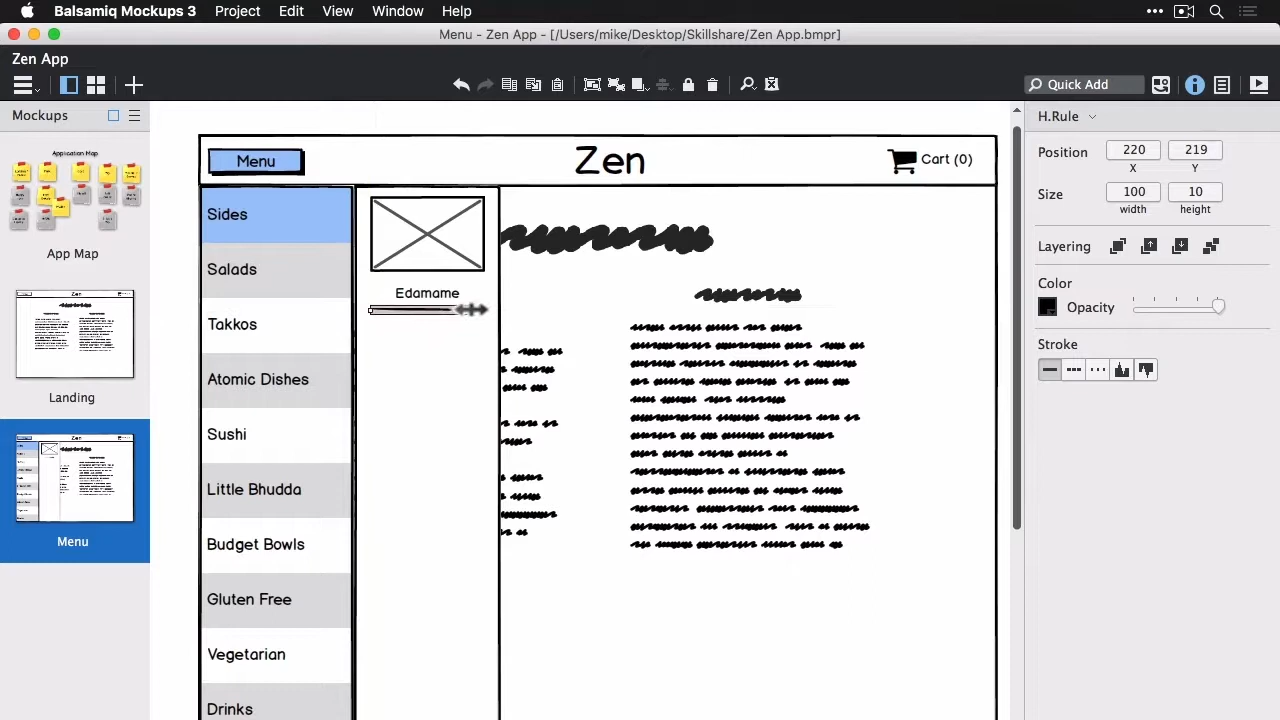 Balsamiq Mockups 3 Project Edit View Window Help
Menu - Zen App - [/Users/mike/Desktop/Skillshare/Zen App.bmpr]
Zen App
Quick Add
Mockups
Application Map
App Map
Landing
Menu
Menu
Zen
Cart (0)
Sides
Salads
Takkos
Atomic Dishes
Sushi
Little Bhudda
Budget Bowls
Gluten Free
Vegetarian
Drinks
Edamame
H.Rule
Position 220 219
X Y
Size 100 10
width height
Layering
Color
Opacity
Stroke